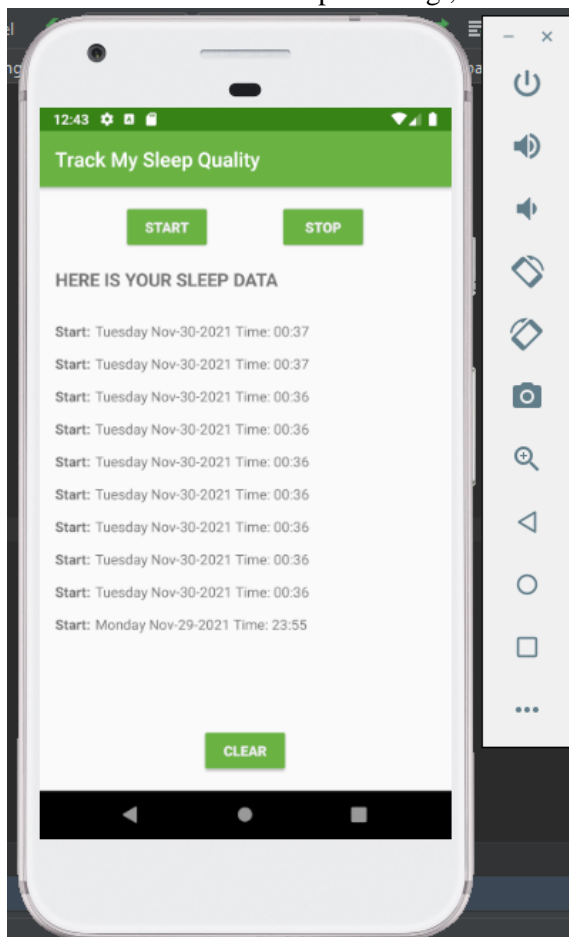 12:43
Track My Sleep Quality
START STOP
HERE IS YOUR SLEEP DATA
Start: Tuesday Nov-30-2021 Time: 00:37
Start: Tuesday Nov-30-2021 Time: 00:37
Start: Tuesday Nov-30-2021 Time: 00:36
Start: Tuesday Nov-30-2021 Time: 00:36
Start: Tuesday Nov-30-2021 Time: 00:36
Start: Tuesday Nov-30-2021 Time: 00:36
Start: Tuesday Nov-30-2021 Time: 00:36
Start: Tuesday Nov-30-2021 Time: 00:36
Start: Tuesday Nov-30-2021 Time: 00:36
Start: Monday Nov-29-2021 Time: 23:55
CLEAR